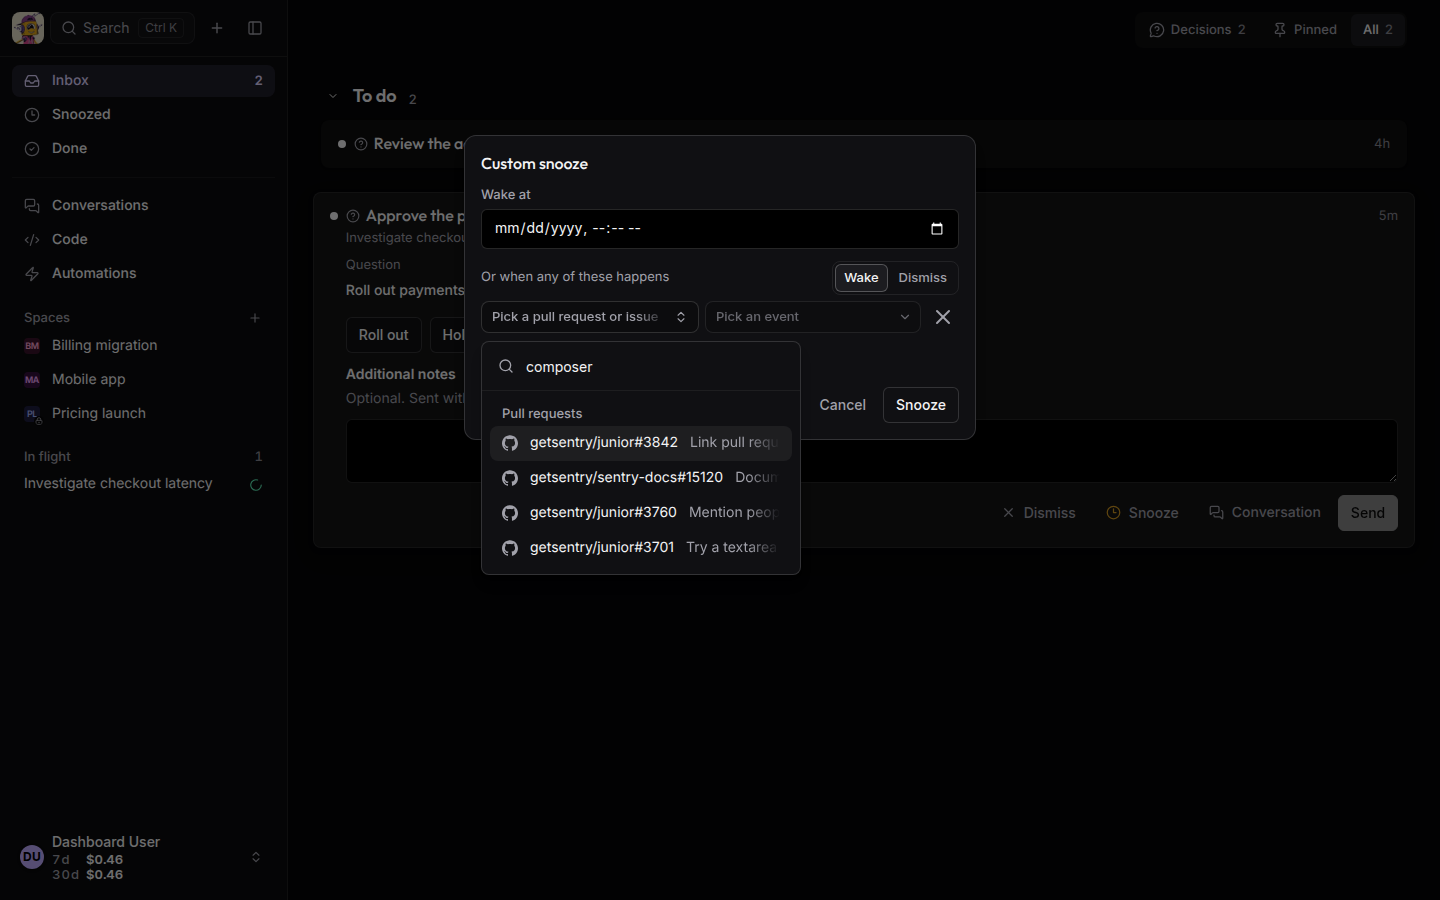 Search Ctrl K
Inbox 2
Snoozed
Done
Conversations
Code
Automations
Spaces
BM Billing migration
MA Mobile app
PL Pricing launch
In flight 1
Investigate checkout latency
DU Dashboard User
7d $0.46
30d $0.46
Decisions 2 Pinned All 2
To do 2
Review the a 4h
Approve the p 5m
Investigate checkou
Question
Roll out payments
Roll out Hol
Additional notes
Optional. Sent wit
Dismiss Snooze Conversation Send
Custom snooze
Wake at
mm/dd/yyyy, --:-- --
Or when any of these happens Wake Dismiss
Pick a pull request or issue Pick an event
composer
Pull requests
getsentry/junior#3842 Link pull requ
getsentry/sentry-docs#15120 Docum
getsentry/junior#3760 Mention peop
getsentry/junior#3701 Try a textarea
Cancel Snooze